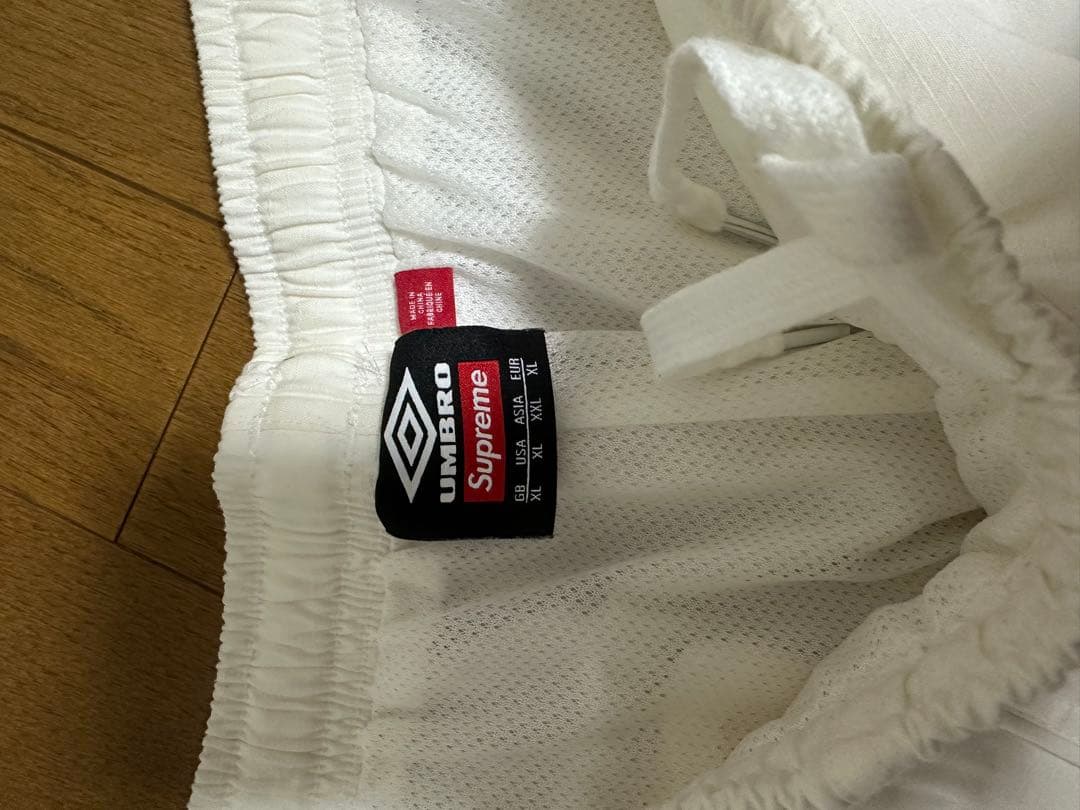 MADE IN
CHINA
FABRIQUÉ EN
CHINE
UMBRO
Supreme
GB USA ASIA EUR
XL XL XXL XL